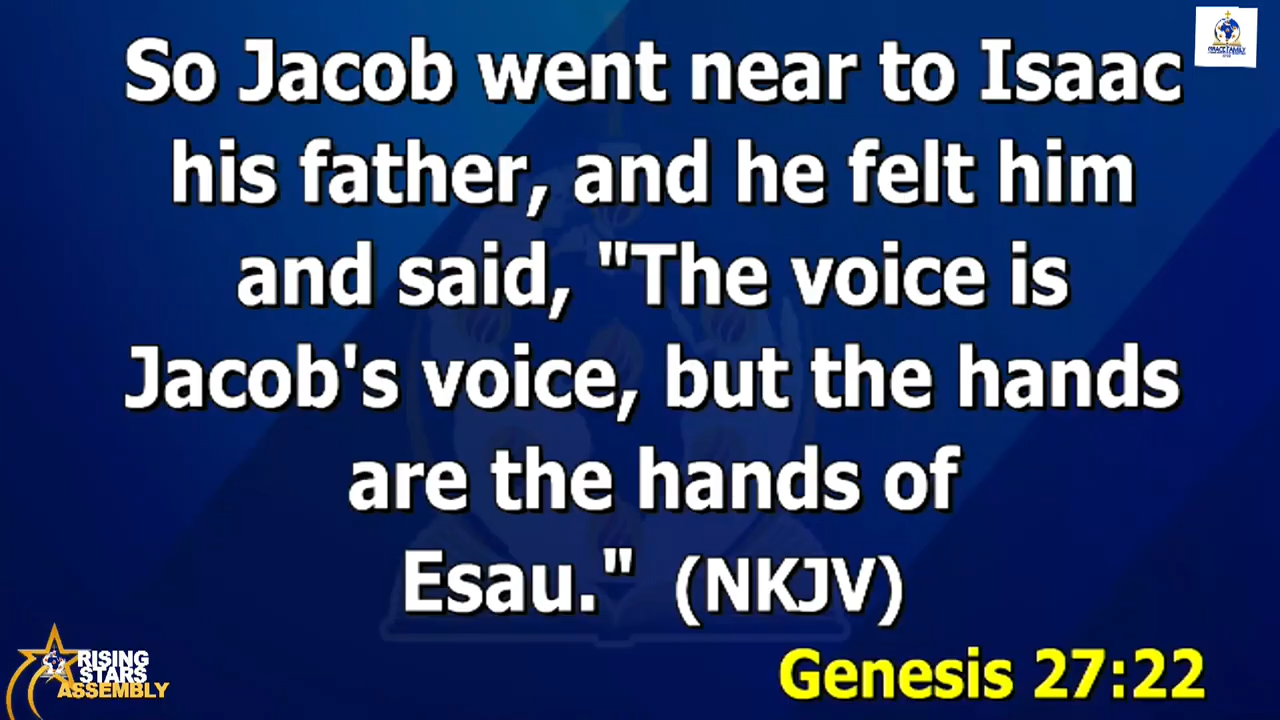 So Jacob went near to Isaac
his father, and he felt him
and said, "The voice is
Jacob's voice, but the hands
are the hands of
Esau." (NKJV)
Genesis 27:22
RISING
STARS
ASSEMBLY